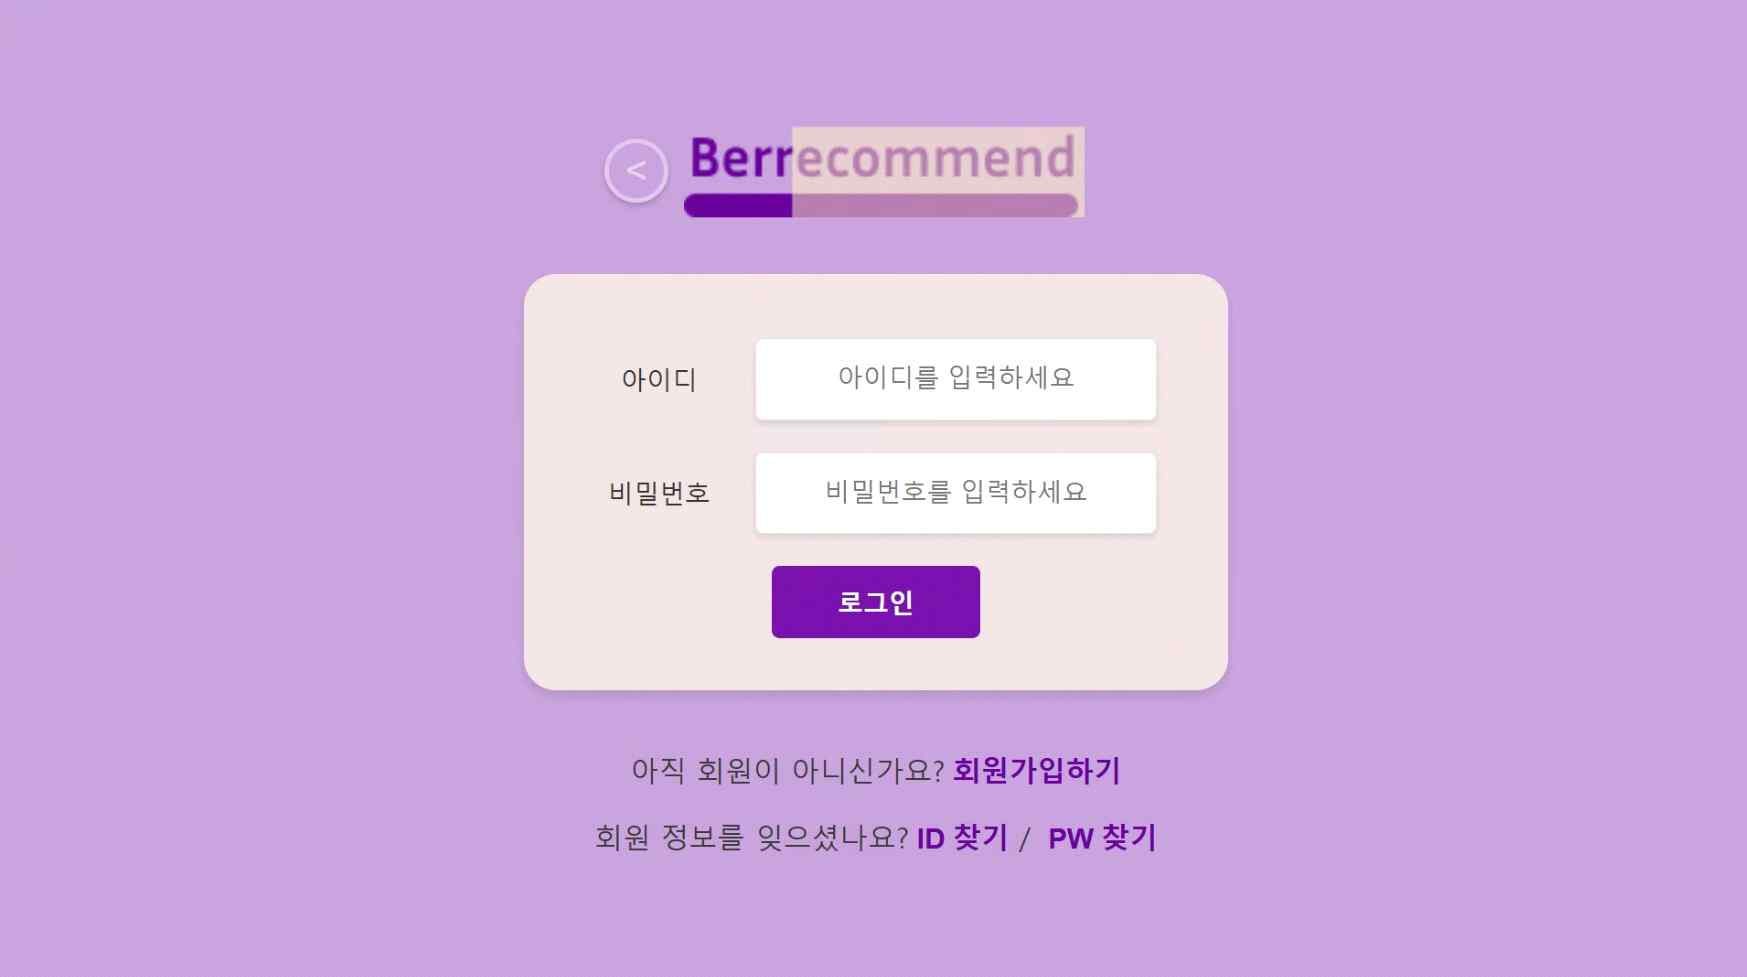 < Berrecommend
아이디 아이디를 입력하세요
비밀번호 비밀번호를 입력하세요
로그인
아직 회원이 아니신가요? 회원가입하기
회원 정보를 잊으셨나요? ID 찾기 / PW 찾기